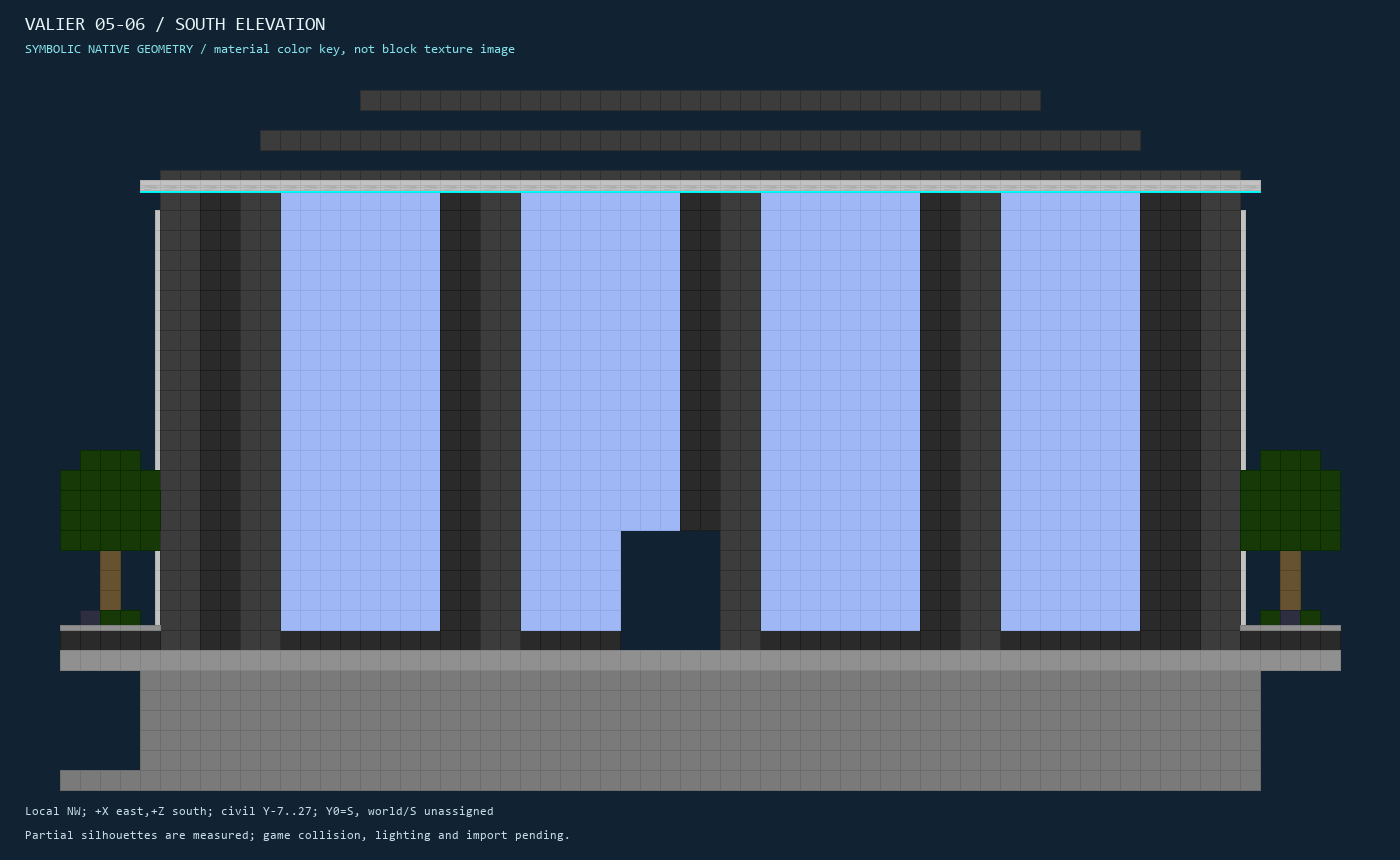 VALIER 05-06 / SOUTH ELEVATION
SYMBOLIC NATIVE GEOMETRY / material color key, not block texture image
Local NW; +X east,+Z south; civil Y-7..27; Y0=S, world/S unassigned
Partial silhouettes are measured; game collision, lighting and import pending.